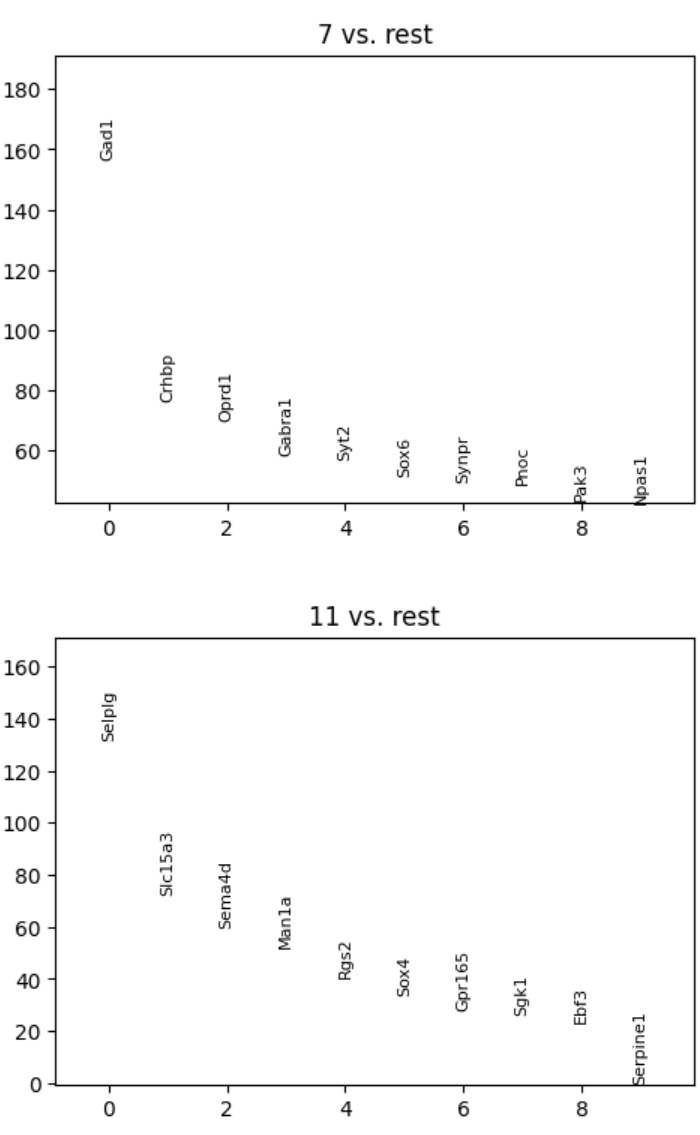 7 vs. rest
180
160
140
120
100
80
60
Gad1
Crhbp
Oprd1
Gabra1
Syt2
Sox6
Synpr
Pnoc
Pak3
Npas1
0 2 4 6 8
11 vs. rest
160
140
120
100
80
60
40
20
0
Selplg
Slc15a3
Sema4d
Man1a
Rgs2
Sox4
Gpr165
Sgk1
Ebf3
Serpine1
0 2 4 6 8